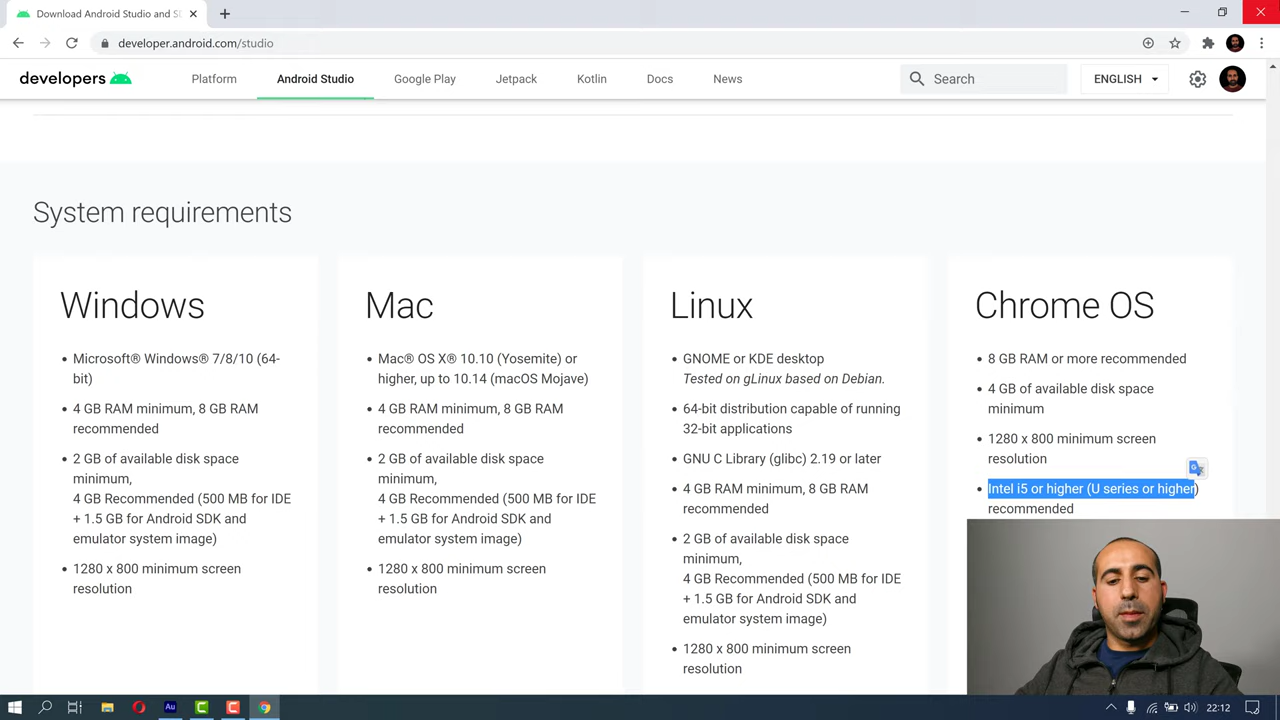 Download Android Studio and S
developer.android.com/studio
developers
Platform
Android Studio
Google Play
Jetpack
Kotlin
Docs
News
Search
ENGLISH
System requirements
Windows
• Microsoft® Windows® 7/8/10 (64-
bit)
• 4 GB RAM minimum, 8 GB RAM
recommended
• 2 GB of available disk space
minimum,
4 GB Recommended (500 MB for IDE
+ 1.5 GB for Android SDK and
emulator system image)
• 1280 x 800 minimum screen
resolution
Mac
• Mac® OS X® 10.10 (Yosemite) or
higher, up to 10.14 (macOS Mojave)
• 4 GB RAM minimum, 8 GB RAM
recommended
• 2 GB of available disk space
minimum,
4 GB Recommended (500 MB for IDE
+ 1.5 GB for Android SDK and
emulator system image)
• 1280 x 800 minimum screen
resolution
Linux
• GNOME or KDE desktop
Tested on gLinux based on Debian.
• 64-bit distribution capable of running
32-bit applications
• GNU C Library (glibc) 2.19 or later
• 4 GB RAM minimum, 8 GB RAM
recommended
• 2 GB of available disk space
minimum,
4 GB Recommended (500 MB for IDE
+ 1.5 GB for Android SDK and
emulator system image)
• 1280 x 800 minimum screen
resolution
Chrome OS
• 8 GB RAM or more recommended
• 4 GB of available disk space
minimum
• 1280 x 800 minimum screen
resolution
• Intel i5 or higher (U series or higher)
recommended
Au
C
C
22:12